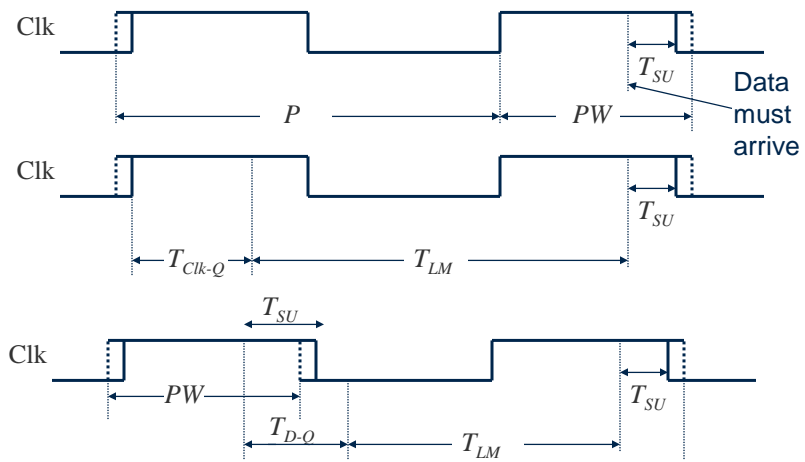 Clk
T_SU
Data
must
arrive
P
PW
Clk
T_SU
T_Clk-Q
T_LM
T_SU
Clk
PW
T_SU
T_D-Q
T_LM